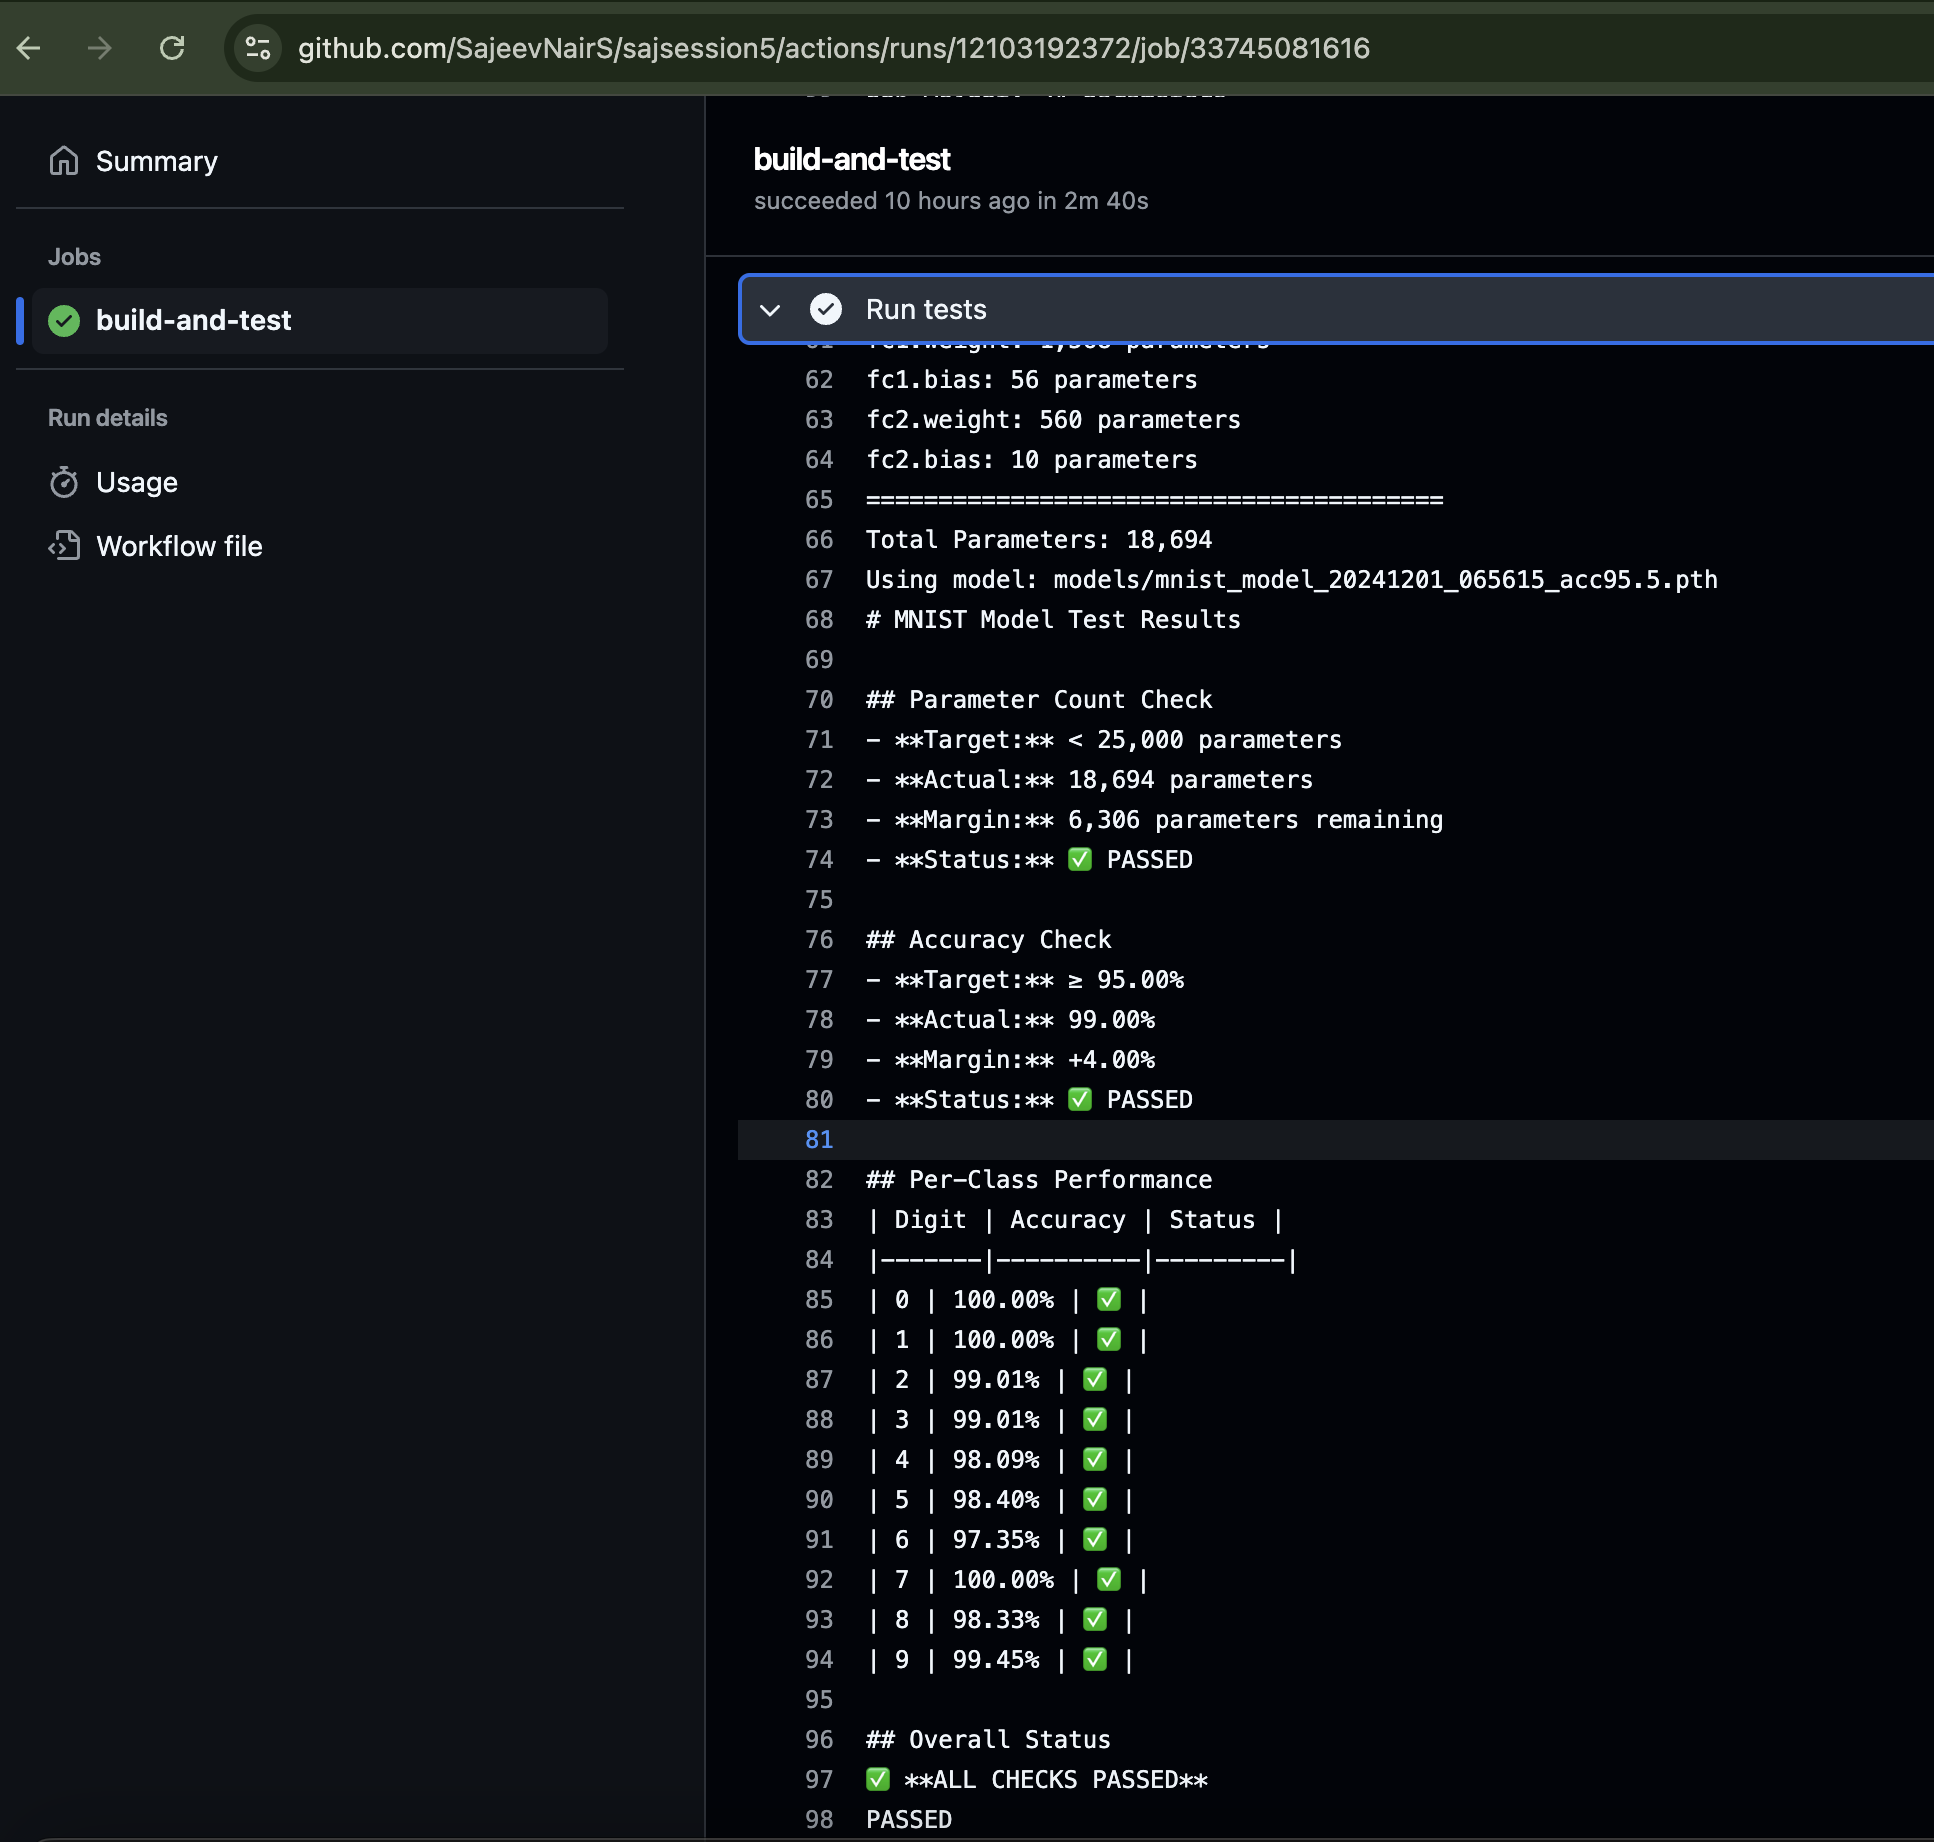 github.com/SajeevNairS/sajsession5/actions/runs/12103192372/job/33745081616
Summary
Jobs
build-and-test
Run details
Usage
Workflow file
build-and-test
succeeded 10 hours ago in 2m 40s
Run tests
62 fc1.bias: 56 parameters
63 fc2.weight: 560 parameters
64 fc2.bias: 10 parameters
65 ========================================
66 Total Parameters: 18,694
67 Using model: models/mnist_model_20241201_065615_acc95.5.pth
68 # MNIST Model Test Results
69
70 ## Parameter Count Check
71 - **Target:** < 25,000 parameters
72 - **Actual:** 18,694 parameters
73 - **Margin:** 6,306 parameters remaining
74 - **Status:** ✅ PASSED
75
76 ## Accuracy Check
77 - **Target:** ≥ 95.00%
78 - **Actual:** 99.00%
79 - **Margin:** +4.00%
80 - **Status:** ✅ PASSED
81
82 ## Per-Class Performance
83 | Digit | Accuracy | Status |
84 |-------|----------|---------|
85 | 0 | 100.00% | ✅ |
86 | 1 | 100.00% | ✅ |
87 | 2 | 99.01% | ✅ |
88 | 3 | 99.01% | ✅ |
89 | 4 | 98.09% | ✅ |
90 | 5 | 98.40% | ✅ |
91 | 6 | 97.35% | ✅ |
92 | 7 | 100.00% | ✅ |
93 | 8 | 98.33% | ✅ |
94 | 9 | 99.45% | ✅ |
95
96 ## Overall Status
97 ✅ **ALL CHECKS PASSED**
98 PASSED